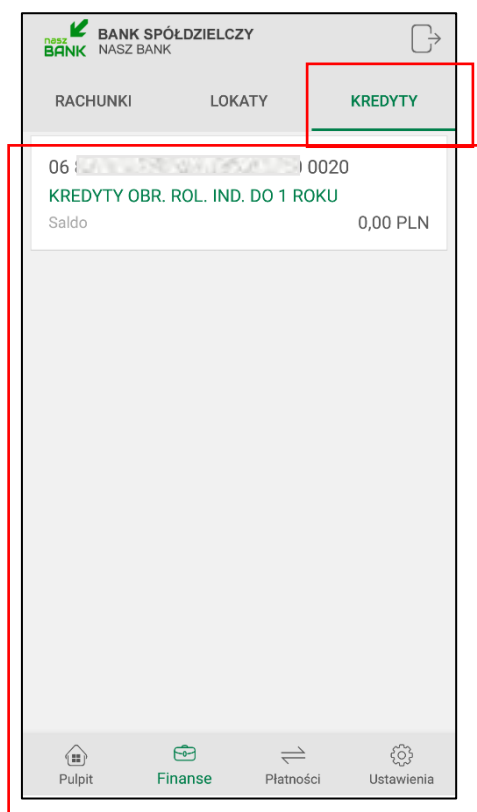 nasz BANK
BANK SPÓŁDZIELCZY
NASZ BANK
RACHUNKI LOKATY KREDYTY
06 0020
KREDYTY OBR. ROL. IND. DO 1 ROKU
Saldo 0,00 PLN
Pulpit Finanse Płatności Ustawienia